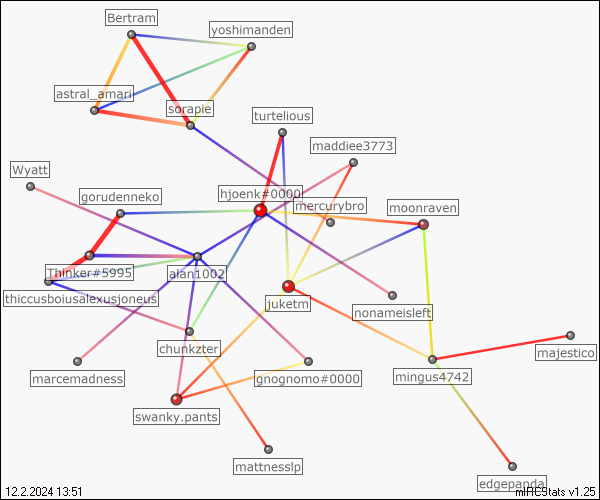 Bertram
yoshimanden
astral_amari
sorapie
turtelious
maddiee3773
Wyatt
gorudenneko
hjoenk#0000
mercurybro
moonraven
Thinker#5995
alan1002
thiccusboiusalexusjoneus
juketm
nonameisleft
chunkzter
majestico
marcemadness
gnognomo#0000
mingus4742
swanky.pants
mattnesslp
edgepanda
12.2.2024 13:51
mIRCStats v1.25